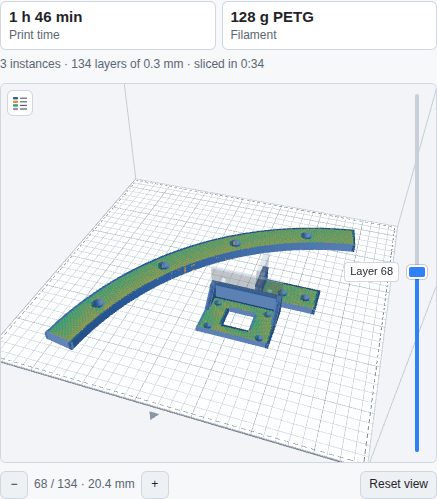 1 h 46 min
Print time
128 g PETG
Filament
3 instances · 134 layers of 0.3 mm · sliced in 0:34
Layer 68
− 68 / 134 · 20.4 mm +
Reset view